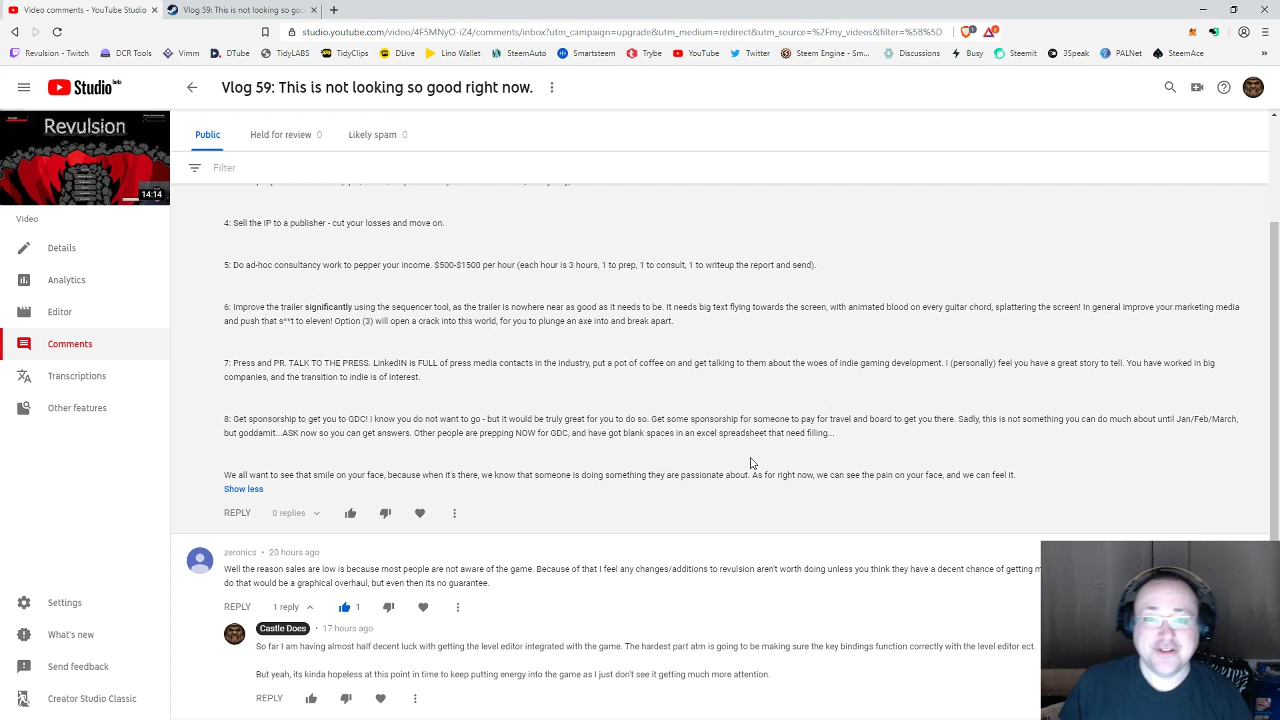 Video comments - YouTube S
Vlog 59: This is not looking so go
studio.youtube.com/video/4F5MNyO-iZ4/comments/inbox?utm_campaign=upgrade&utm_medium=redirect&utm_source=%2Fmy_videos&filter=%5B%5D
Revulsion - Twitch
DCR Tools
Vimm
DTube
TidyLABS
TidyClips
DLive
Lino Wallet
SteemAuto
Smartsteem
Trybe
YouTube
Twitter
Steem Engine - Sm...
Discussions
Busy
Steemit
3Speak
PALNet
SteemAce
Studio beta
Vlog 59: This is not looking so good right now.
Revulsion
14:14
Public
Held for review 0
Likely spam 0
Filter
Video
Details
Analytics
Editor
Comments
Transcriptions
Other features
Settings
What's new
Send feedback
Creator Studio Classic
4: Sell the IP to a publisher - cut your losses and move on.
5: Do ad-hoc consultancy work to pepper your income. $500-$1500 per hour (each hour is 3 hours, 1 to prep, 1 to consult, 1 to writeup the report and send).
6: Improve the trailer significantly using the sequencer tool, as the trailer is nowhere near as good as it needs to be. It needs big text flying towards the screen, with animated blood on every guitar chord, splattering the screen! In general improve your marketing media
and push that s**t to eleven! Option (3) will open a crack into this world, for you to plunge an axe into and break apart.
7: Press and PR. TALK TO THE PRESS. LinkedIN is FULL of press media contacts in the industry, put a pot of coffee on and get talking to them about the woes of Indie gaming development. I (personally) feel you have a great story to tell. You have worked in big
companies, and the transition to indie is of interest.
8: Get sponsorship to get you to GDC! I know you do not want to go - but it would be truly great for you to do so. Get some sponsorship for someone to pay for travel and board to get you there. Sadly, this is not something you can do much about until Jan/Feb/March,
but goddamit...ASK now so you can get answers. Other people are prepping NOW for GDC, and have got blank spaces in an excel spreadsheet that need filling...
We all want to see that smile on your face, because when it's there, we know that someone is doing something they are passionate about. As for right now, we can see the pain on your face, and we can feel it.
Show less
REPLY 0 replies
zeronics • 20 hours ago
Well the reason sales are low is because most people are not aware of the game. Because of that I feel any changes/additions to revulsion aren't worth doing unless you think they have a decent chance of getting m
do that would be a graphical overhaul, but even then its no guarantee.
REPLY 1 reply 1
Castle Does • 17 hours ago
So far I am having almost half decent luck with getting the level editor integrated with the game. The hardest part atm is going to be making sure the key bindings function correctly with the level editor ect.
But yeah, its kinda hopeless at this point in time to keep putting energy into the game as I just don't see it getting much more attention.
REPLY